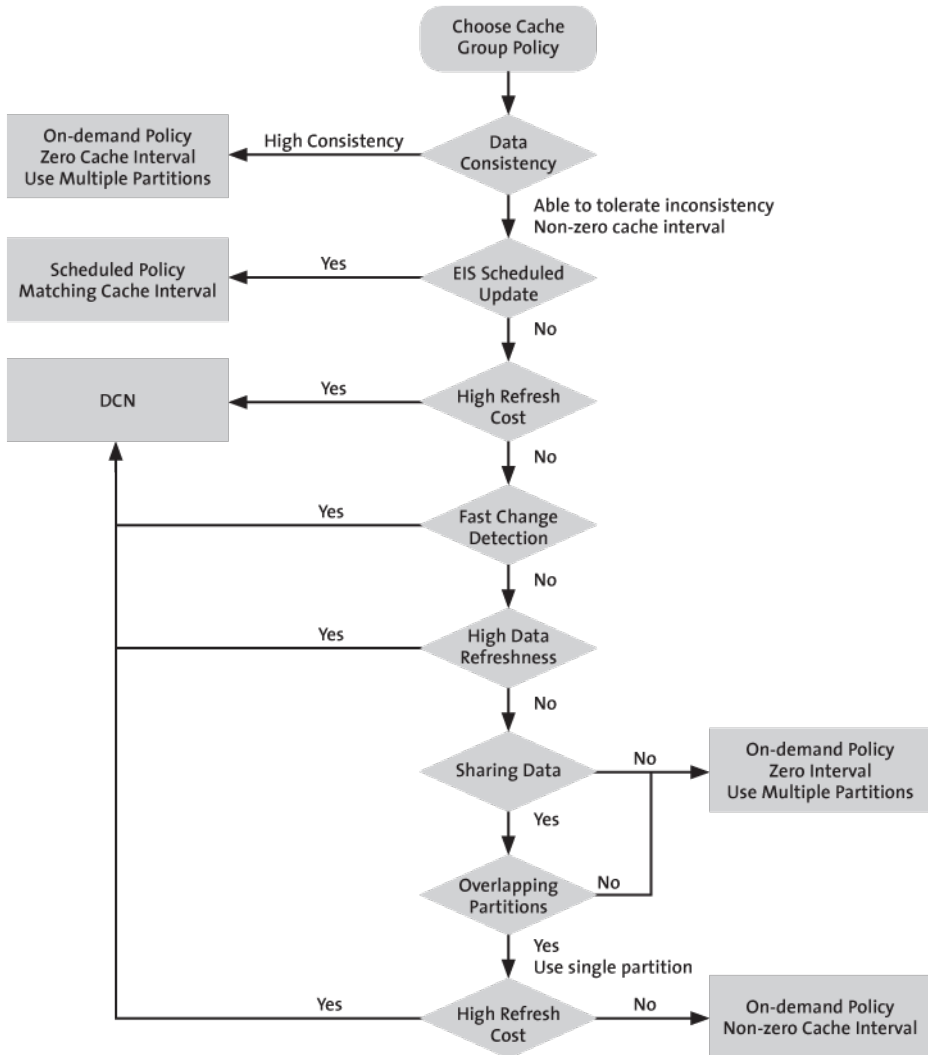 Choose Cache
Group Policy
On-demand Policy
Zero Cache Interval
Use Multiple Partitions
High Consistency
Data
Consistency
Able to tolerate inconsistency
Non-zero cache interval
Scheduled Policy
Matching Cache Interval
Yes
EIS Scheduled
Update
No
DCN
Yes
High Refresh
Cost
No
Yes
Fast Change
Detection
No
Yes
High Data
Refreshness
No
Sharing Data
No
On-demand Policy
Zero Interval
Use Multiple Partitions
Yes
Overlapping
Partitions
No
Yes
Use single partition
Yes
High Refresh
Cost
No
On-demand Policy
Non-zero Cache Interval